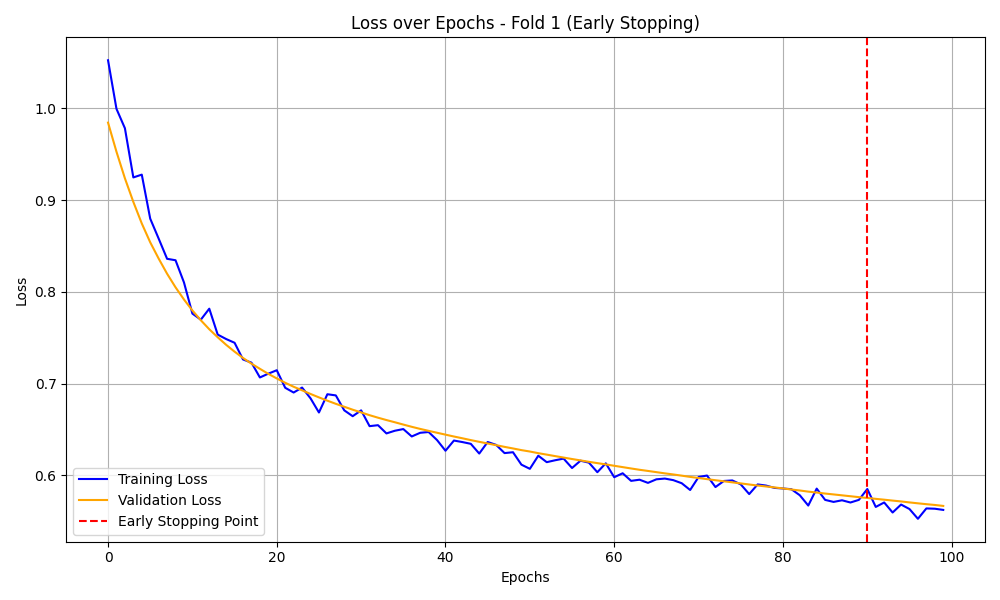 Loss over Epochs - Fold 1 (Early Stopping)
Loss
1.0
0.9
0.8
0.7
0.6
Training Loss
Validation Loss
Early Stopping Point
0 20 40 60 80 100
Epochs